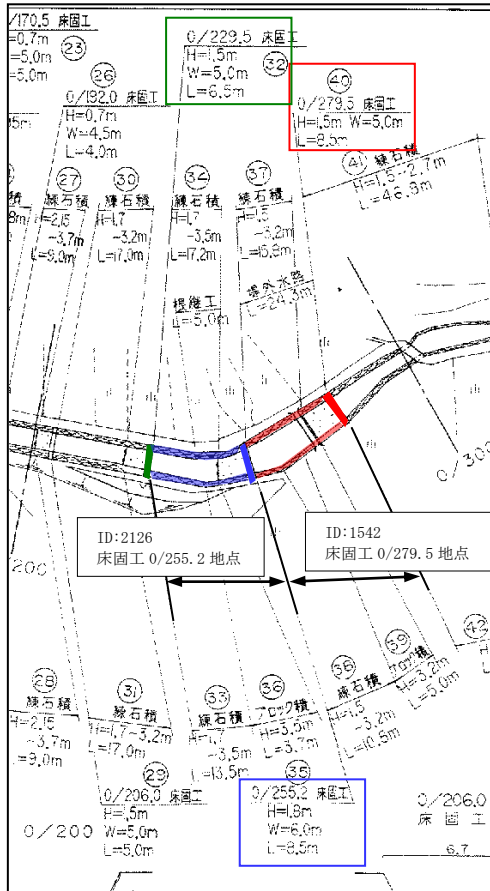 /170.5 床固工
=0.7m
㉓
=5.0m
=5.0m
㉖
0/192.0 床固工
H=0.7m
W=4.5m
L=4.0m
0/229.5 床固工
H=1.5m
㉜
W=5.0m
L=6.5m
㊵
0/279.5 床固工
H=1.5m W=5.0m
L=8.5m
㊶ 練石積
H=1.5~2.7m
L=46.8m
㉗
練石積
H=2.15
~3.7m
L=9.0m
㉚
練石積
H=1.7
~3.2m
L=17.0m
㉞
練石積
H=1.7
~3.5m
L=17.2m
㊲
練石積
H=1.5
~3.2m
L=15.8m
根継工
L=5.0m
堤外水路
L=24.3m
0/300
ID:2126
床固工 0/255.2 地点
ID:1542
床固工 0/279.5 地点
200
㉘
練石積
H=2.15
~3.7m
L=9.0m
㉛
練石積
H=1.7~3.2m
L=17.0m
㉝
練石積
H=1.7
~3.5m
L=13.5m
㊱
ブロック積
H=3.5m
L=3.7m
㊳
練石積
H=1.5
~3.2m
L=10.5m
㊴
ブロック積
H=3.2m
L=5.0m
㊷
㉙
0/206.0 床固工
H=1.5m
W=5.0m
L=5.0m
㉟
0/255.2 床固工
H=1.8m
W=6.0m
L=8.5m
0/200
0/206.0
床固工
6.7